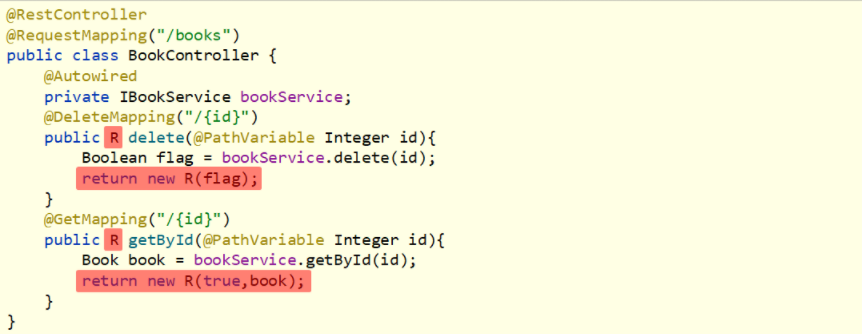 @RestController
@RequestMapping("/books")
public class BookController {
    @Autowired
    private IBookService bookService;
    @DeleteMapping("/{id}")
    public R delete(@PathVariable Integer id){
        Boolean flag = bookService.delete(id);
        return new R(flag);
    }
    @GetMapping("/{id}")
    public R getById(@PathVariable Integer id){
        Book book = bookService.getById(id);
        return new R(true,book);
    }
}